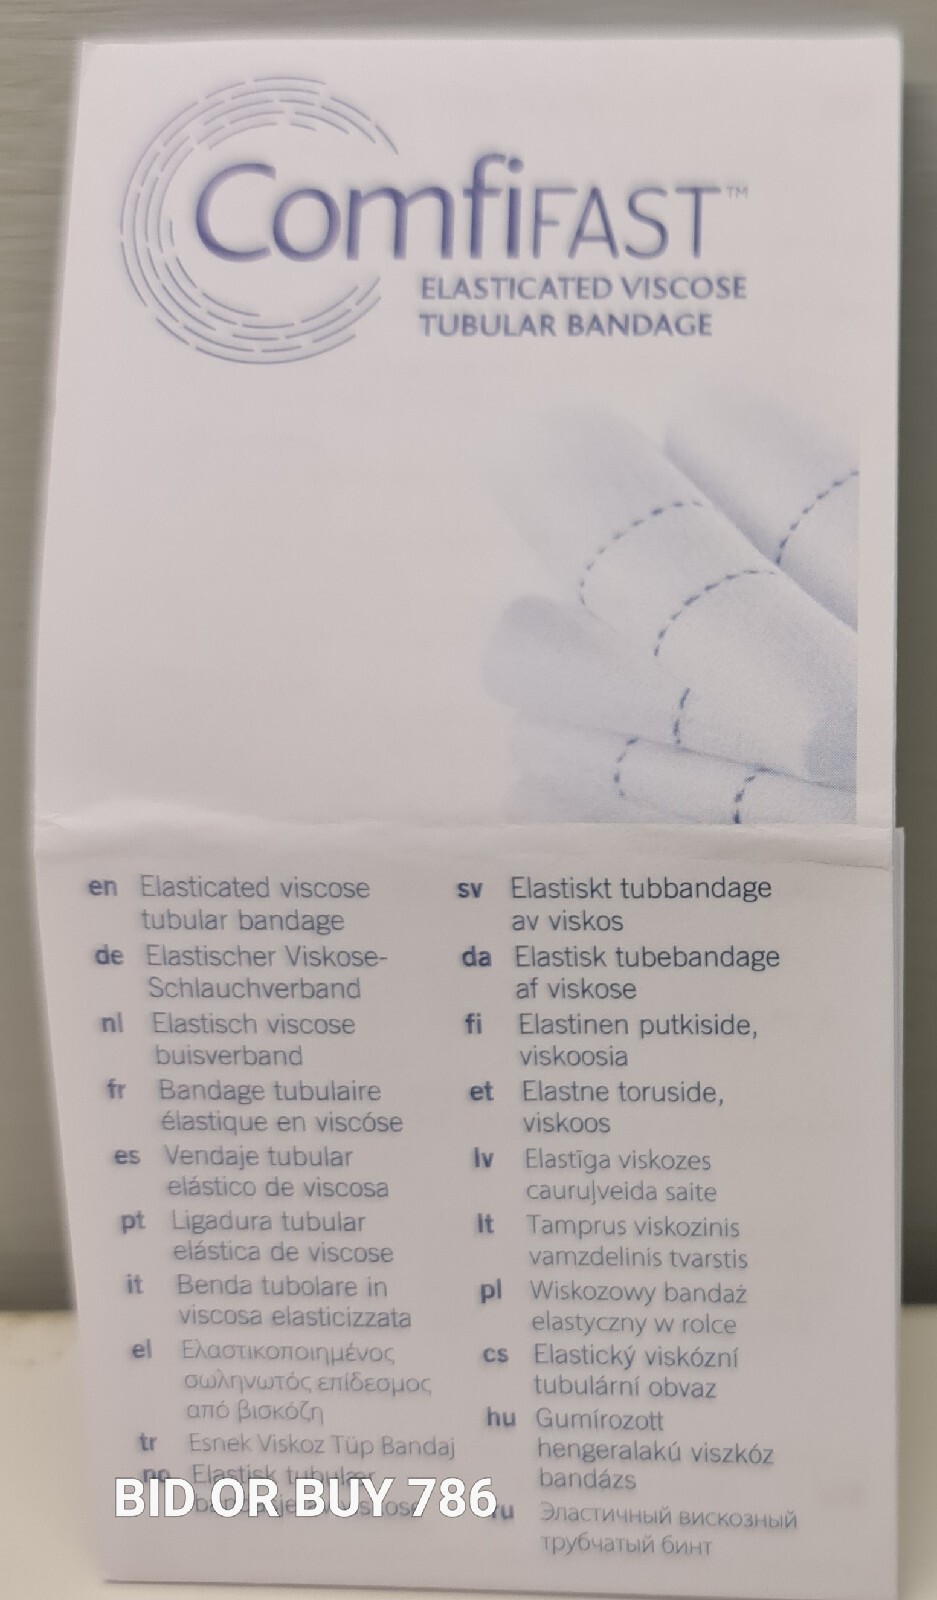 ComfiFAST™
ELASTICATED VISCOSE
TUBULAR BANDAGE
en Elasticated viscose
tubular bandage
de Elastischer Viskose-
Schlauchverband
nl Elastisch viscose
buisverband
fr Bandage tubulaire
élastique en viscóse
es Vendaje tubular
elástico de viscosa
pt Ligadura tubular
elástica de viscose
it Benda tubolare in
viscosa elasticizzata
el Ελαστικοποιημένος
σωληνωτός επίδεσμος
από βισκόζη
tr Esnek Viskoz Tüp Bandaj
no Elastisk tubulær
sv Elastiskt tubbandage
av viskos
da Elastisk tubebandage
af viskose
fi Elastinen putkiside,
viskoosia
et Elastne toruside,
viskoos
lv Elastīga viskozes
cauruļveida saite
lt Tamprus viskozinis
vamzdelinis tvarstis
pl Wiskozowy bandaż
elastyczny w rolce
cs Elastický viskózní
tubulární obvaz
hu Gumírozott
hengeralakú viszkóz
bandázs
ru Эластичный вискозный
трубчатый бинт
BID OR BUY 786